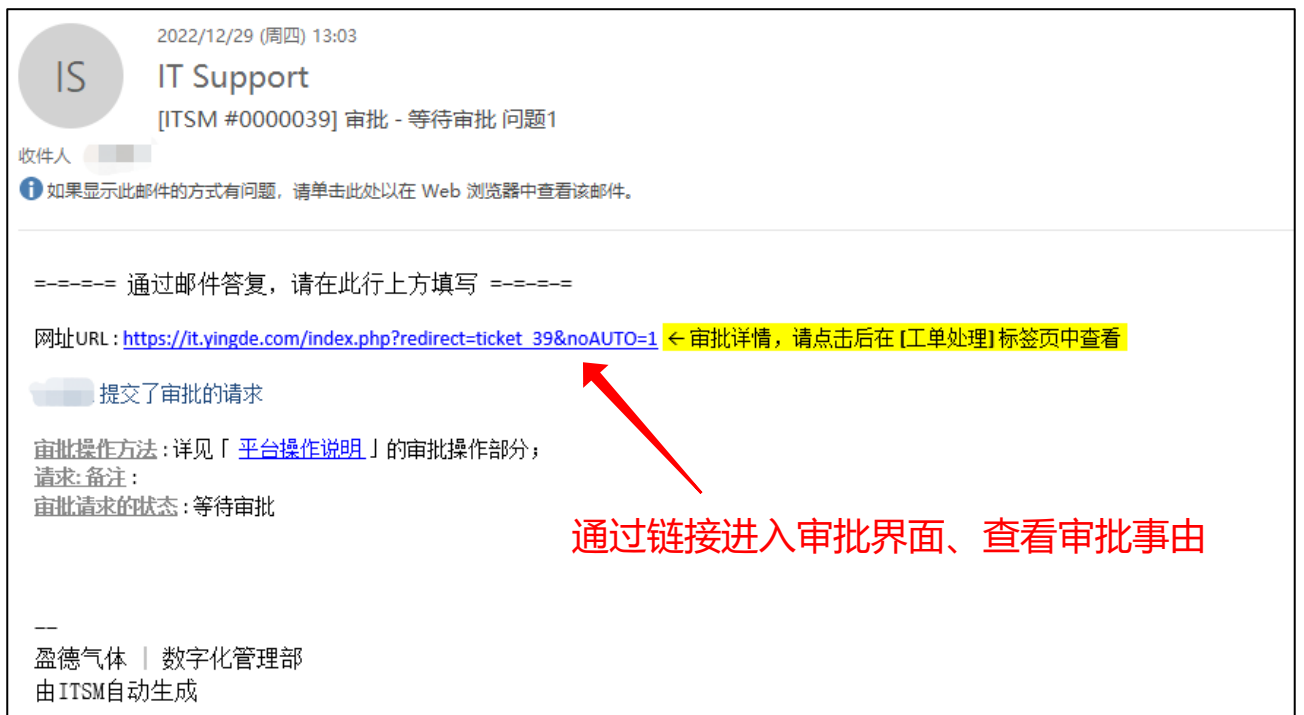 2022/12/29 (周四) 13:03
IS
IT Support
[ITSM #0000039] 审批 - 等待审批 问题1
收件人
如果显示此邮件的方式有问题，请单击此处以在 Web 浏览器中查看该邮件。
=-=-=-= 通过邮件答复，请在此行上方填写 =-=-=-=
网址URL : https://it.yingde.com/index.php?redirect=ticket_39&noAUTO=1 ←审批详情，请点击后在 [工单处理] 标签页中查看
提交了审批的请求
审批操作方法 : 详见「 平台操作说明 」的审批操作部分；
请求: 备注 :
审批请求的状态 : 等待审批
通过链接进入审批界面、查看审批事由
--
盈德气体 | 数字化管理部
由ITSM自动生成